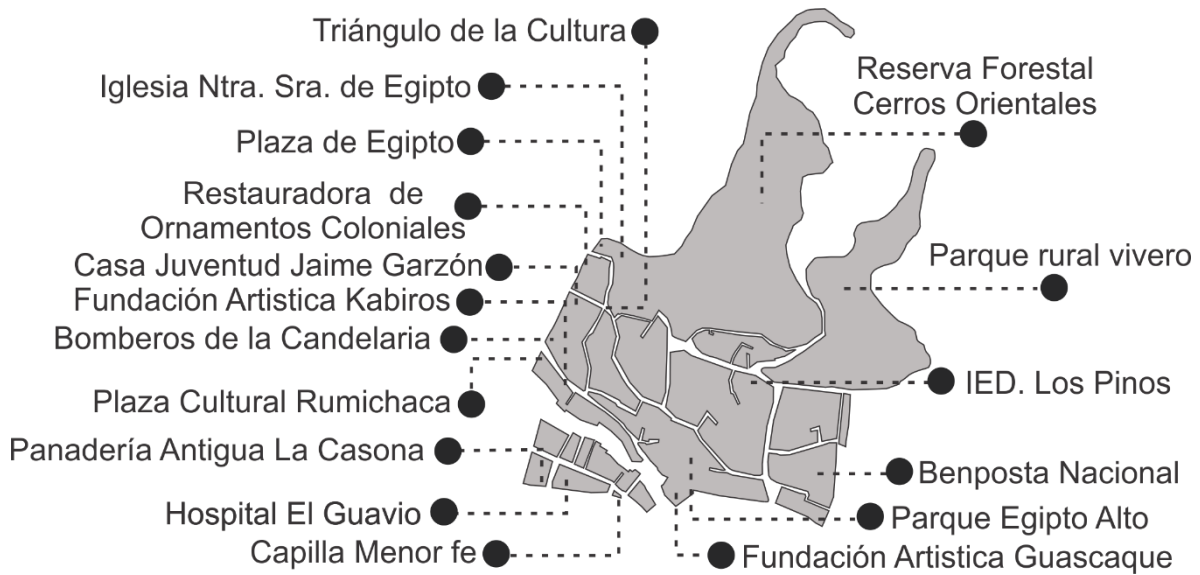 Triángulo de la Cultura
Iglesia Ntra. Sra. de Egipto
Plaza de Egipto
Restauradora de
Ornamentos Coloniales
Casa Juventud Jaime Garzón
Fundación Artistica Kabiros
Bomberos de la Candelaria
Plaza Cultural Rumichaca
Panadería Antigua La Casona
Hospital El Guavio
Capilla Menor fe
Reserva Forestal
Cerros Orientales
Parque rural vivero
IED. Los Pinos
Benposta Nacional
Parque Egipto Alto
Fundación Artistica Guascaque